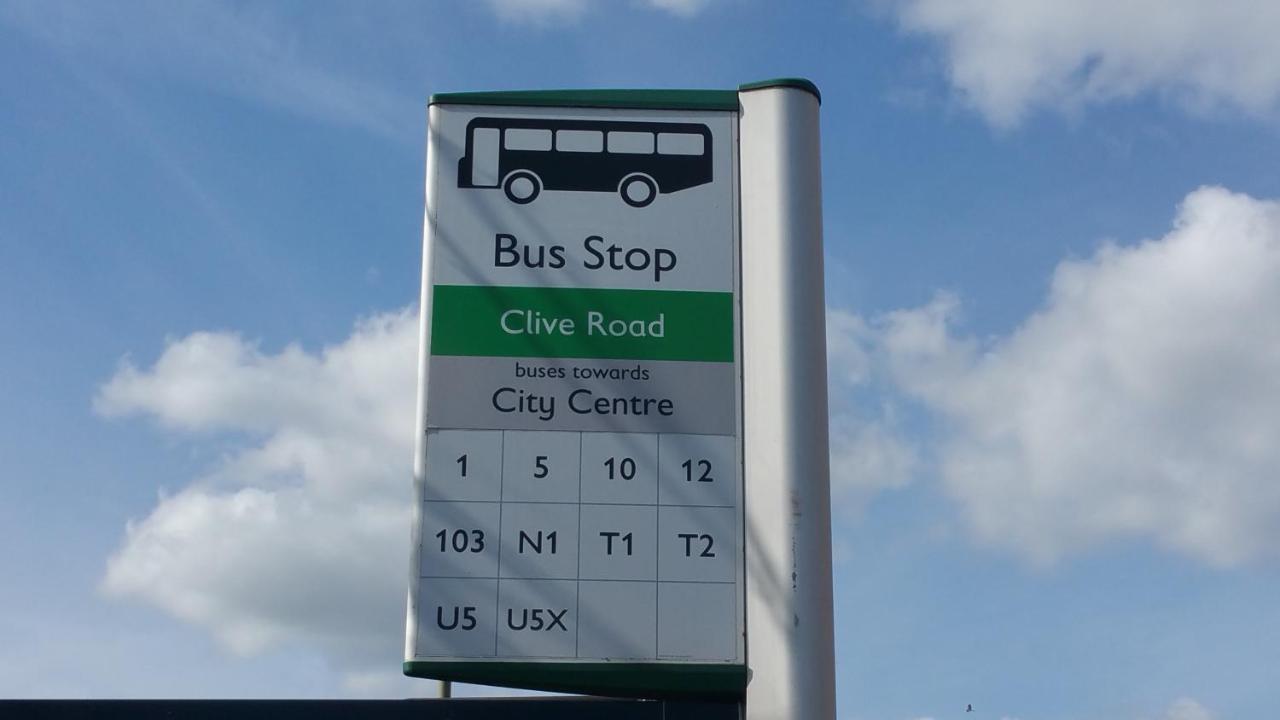 Bus Stop
Clive Road
buses towards
City Centre
1 5 10 12
103 N1 T1 T2
U5 U5X